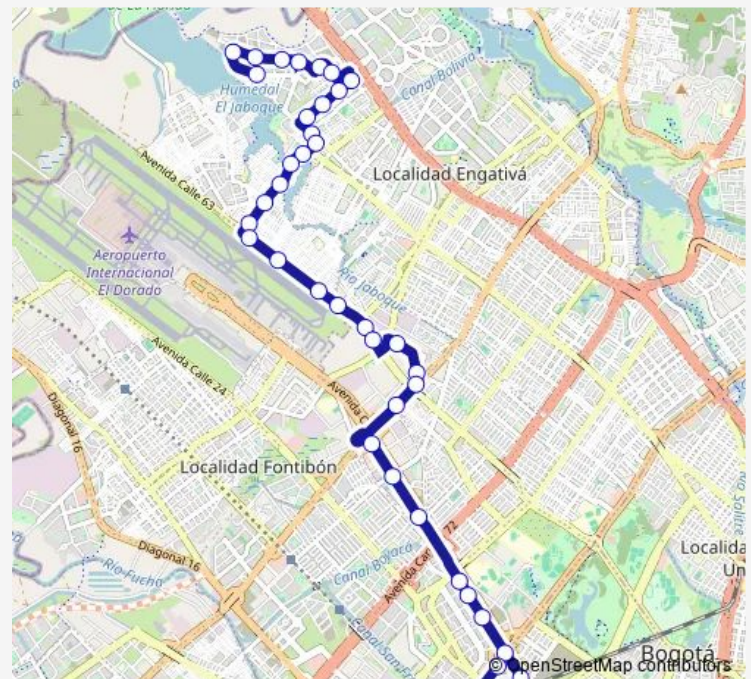 Humedal
El Jaboque
Canal Bolivia
Avenida Calle 63
Localidad Engativá
Aeropuerto
Internacional
El Dorado
Río Jaboque
Avenida Calle 24
Avenida C
Diagonal 16
Localidad Fontibón
72
Localida
Un
Diagonal 16
Canal Bojacá
Río Fucha
Avenida Car
Canal San Fr
Bogotá
© OpenStreetMap contributors